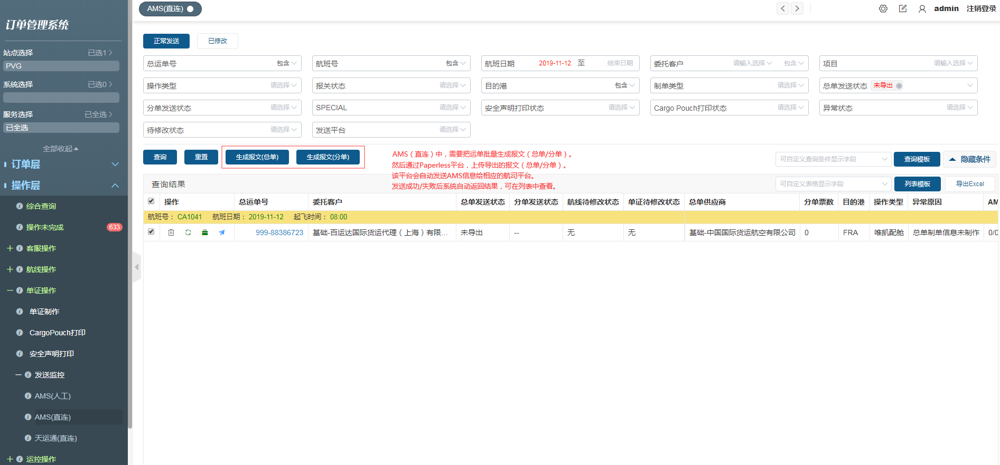 AMS(直连)
admin 注销登录
订单管理系统
站点选择 已选1
PVG
系统选择 已选0
服务选择 已全选
已全选
全部收起
订单层
操作层
综合查询
操作未完成 633
客服操作
航线操作
单证操作
单证制作
CargoPouch打印
安全声明打印
发送监控
AMS(人工)
AMS(直连)
天运通(直连)
运控操作
正常发送 已修改
总运单号 包含 航班号 包含 航班日期 2019-11-12 至 结束日期 委托客户 请输入选择 包含 项目 请输入选择
操作类型 请选择 报关状态 请选择 目的港 包含 制单类型 请选择 总单发送状态 未导出
分单发送状态 请选择 SPECIAL 请选择 安全声明打印状态 请选择 Cargo Pouch打印状态 请选择 异常状态 请选择
待修改状态 请选择 发送平台 请选择
查询 重置 生成报文(总单) 生成报文(分单)
AMS（直连）中，需要把运单批量生成报文（总单/分单）。
然后通过Paperless平台，上传导出的报文（总单/分单）。
该平台会自动发送AMS信息给相应的航司平台。
发送成功/失败后系统自动返回结果，可在列表中查看。
可自定义查询条件显示字段 查询模板 隐藏条件
查询结果
可自定义表格显示字段 列表模板 导出Excel
操作 总运单号 委托客户 总单发送状态 分单发送状态 航线待修改状态 单证待修改状态 总单供应商 分单票数 目的港 操作类型 异常原因 AM
航班号： CA1041 航班日期： 2019-11-12 起飞时间： 08:00
999-88386723 基础-百运达国际货运代理（上海）有限... 未导出 -- 无 无 基础-中国国际货运航空有限公司 0 FRA 唯凯配舱 总单制单信息未制作 0/0